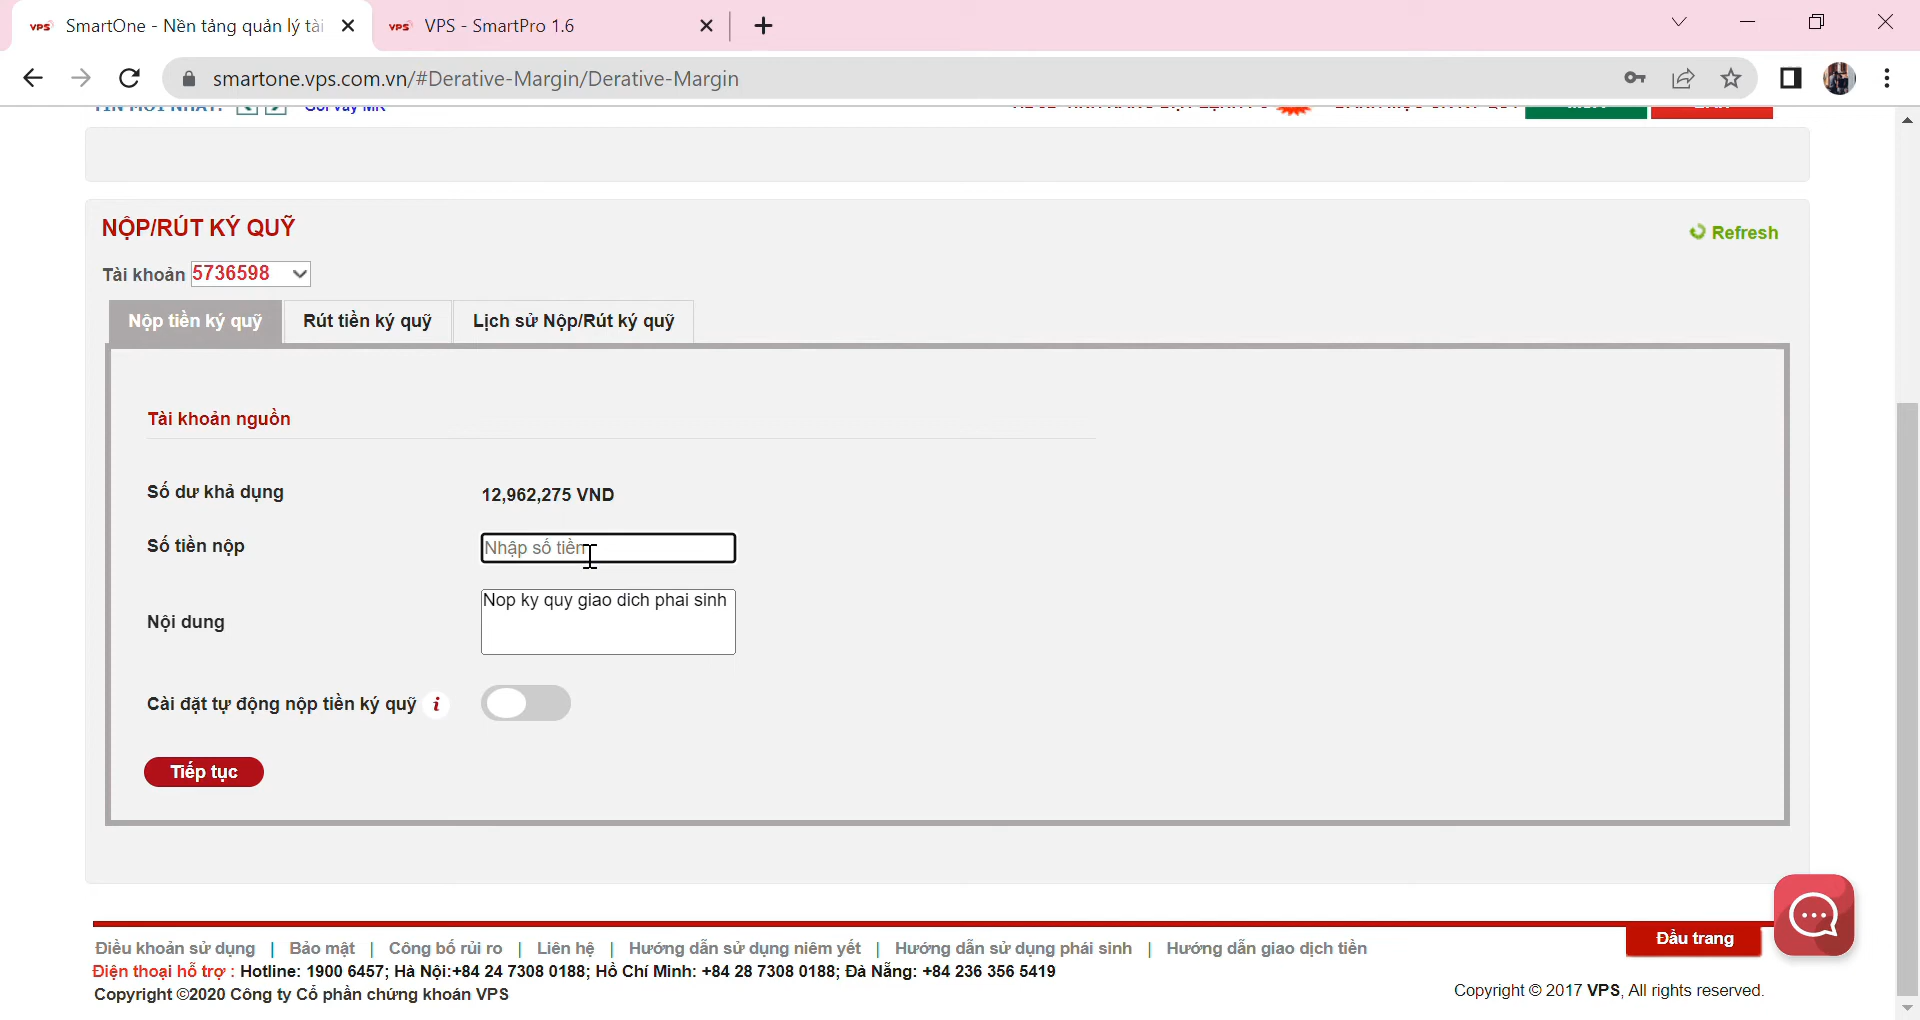 VPS SmartOne - Nền tảng quản lý tài
VPS VPS - SmartPro 1.6
smartone.vps.com.vn/#Derative-Margin/Derative-Margin
NỘP/RÚT KÝ QUỸ
Refresh
Tài khoản 5736598
Nộp tiền ký quỹ Rút tiền ký quỹ Lịch sử Nộp/Rút ký quỹ
Tài khoản nguồn
Số dư khả dụng 12,962,275 VND
Số tiền nộp Nhập số tiền
Nội dung Nop ky quy giao dich phai sinh
Cài đặt tự động nộp tiền ký quỹ i
Tiếp tục
Điều khoản sử dụng | Bảo mật | Công bố rủi ro | Liên hệ | Hướng dẫn sử dụng niêm yết | Hướng dẫn sử dụng phái sinh | Hướng dẫn giao dịch tiền
Đầu trang
Điện thoại hỗ trợ : Hotline: 1900 6457; Hà Nội:+84 24 7308 0188; Hồ Chí Minh: +84 28 7308 0188; Đà Nẵng: +84 236 356 5419
Copyright ©2020 Công ty Cổ phần chứng khoán VPS
Copyright © 2017 VPS, All rights reserved.